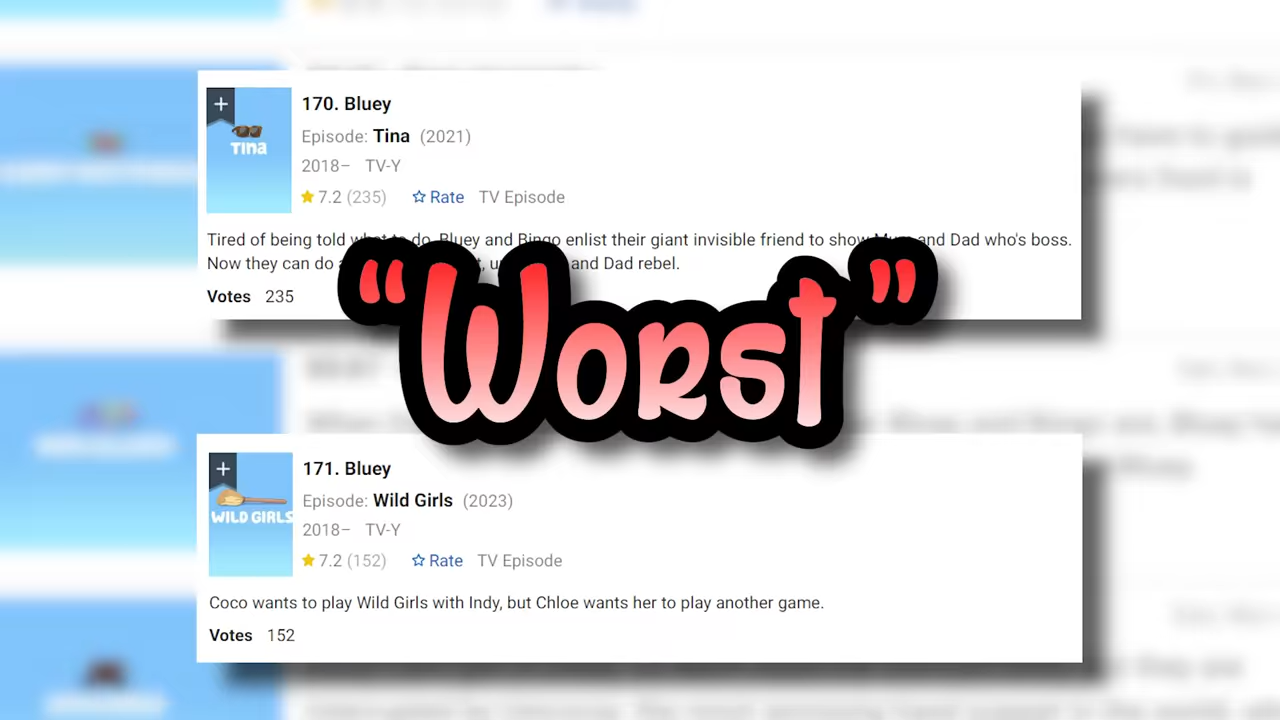 170. Bluey
Episode: Tina (2021)
Tina
2018– TV-Y
7.2 (235) Rate TV Episode
Tired of being told what to do, Bluey and Bingo enlist their giant invisible friend to show Mum and Dad who's boss.
Now they can do a and Dad rebel.
Votes 235
“Worst”
171. Bluey
Episode: Wild Girls (2023)
WILD GIRLS
2018– TV-Y
7.2 (152) Rate TV Episode
Coco wants to play Wild Girls with Indy, but Chloe wants her to play another game.
Votes 152